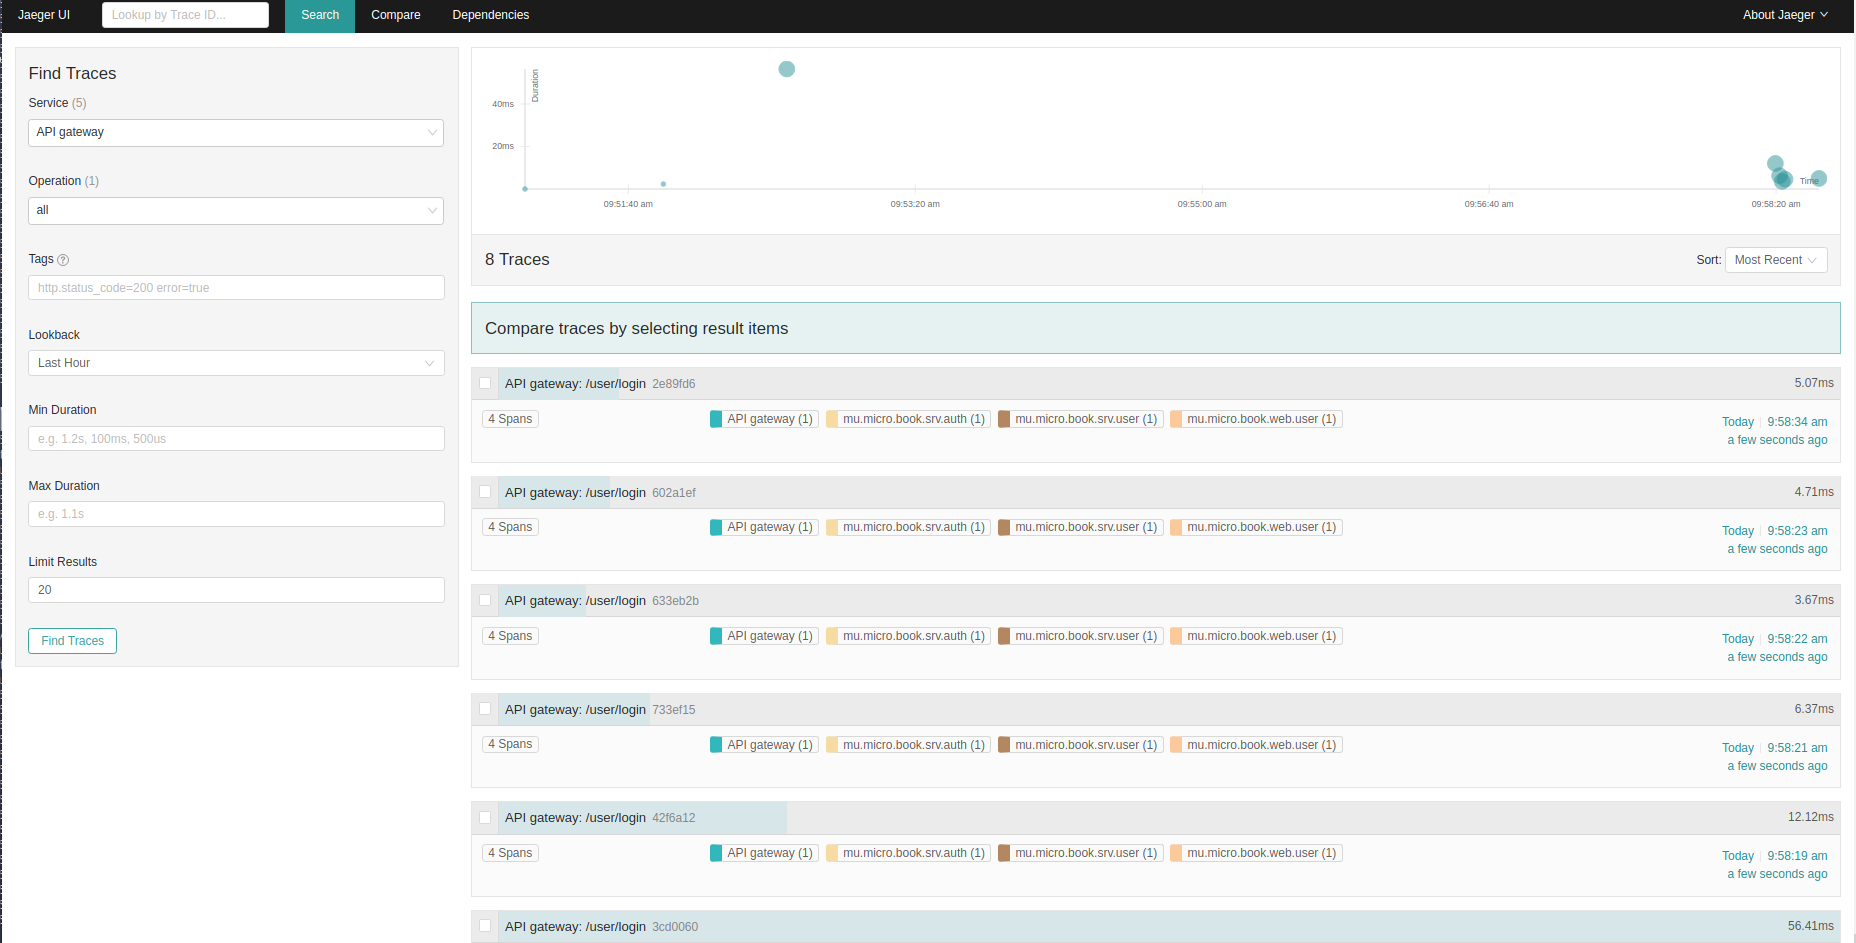 Jaeger UI
Lookup by Trace ID...
Search
Compare
Dependencies
About Jaeger
Find Traces
Service (5)
API gateway
Operation (1)
all
Tags ?
http.status_code=200 error=true
Lookback
Last Hour
Min Duration
e.g. 1.2s, 100ms, 500us
Max Duration
e.g. 1.1s
Limit Results
20
Find Traces
Duration
40ms
20ms
Time
09:51:40 am 09:53:20 am 09:55:00 am 09:56:40 am 09:58:20 am
8 Traces
Sort: Most Recent
Compare traces by selecting result items
API gateway: /user/login 2e89fd6 5.07ms
4 Spans API gateway (1) mu.micro.book.srv.auth (1) mu.micro.book.srv.user (1) mu.micro.book.web.user (1)
Today 9:58:34 am
a few seconds ago
API gateway: /user/login 602a1ef 4.71ms
4 Spans API gateway (1) mu.micro.book.srv.auth (1) mu.micro.book.srv.user (1) mu.micro.book.web.user (1)
Today 9:58:23 am
a few seconds ago
API gateway: /user/login 633eb2b 3.67ms
4 Spans API gateway (1) mu.micro.book.srv.auth (1) mu.micro.book.srv.user (1) mu.micro.book.web.user (1)
Today 9:58:22 am
a few seconds ago
API gateway: /user/login 733ef15 6.37ms
4 Spans API gateway (1) mu.micro.book.srv.auth (1) mu.micro.book.srv.user (1) mu.micro.book.web.user (1)
Today 9:58:21 am
a few seconds ago
API gateway: /user/login 42f6a12 12.12ms
4 Spans API gateway (1) mu.micro.book.srv.auth (1) mu.micro.book.srv.user (1) mu.micro.book.web.user (1)
Today 9:58:19 am
a few seconds ago
API gateway: /user/login 3cd0060 56.41ms